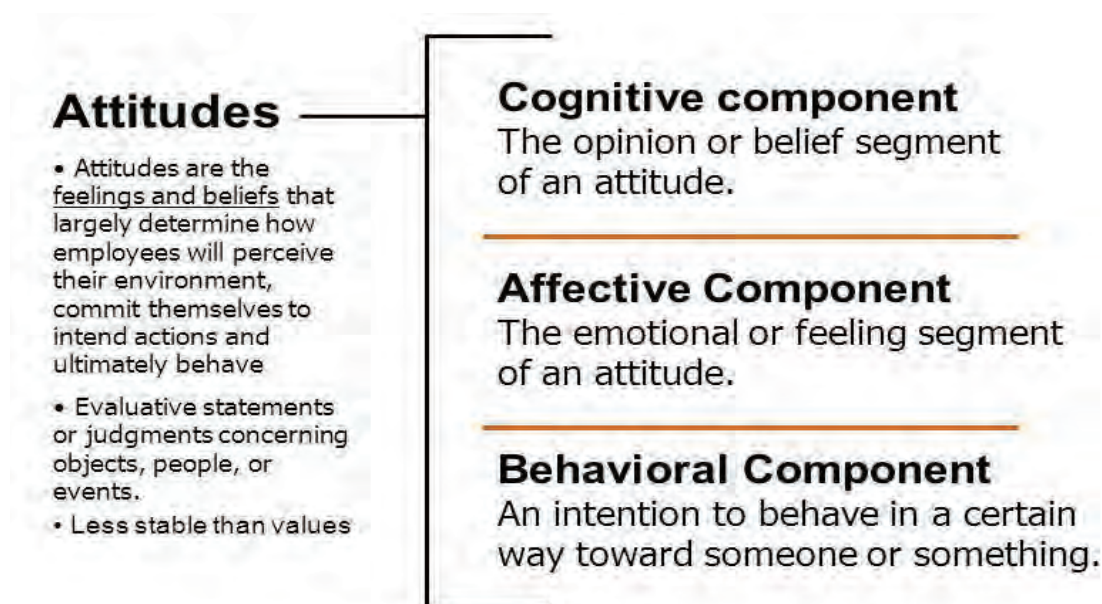 Attitudes
• Attitudes are the
feelings and beliefs that
largely determine how
employees will perceive
their environment,
commit themselves to
intend actions and
ultimately behave
• Evaluative statements
or judgments concerning
objects, people, or
events.
• Less stable than values
Cognitive component
The opinion or belief segment
of an attitude.
Affective Component
The emotional or feeling segment
of an attitude.
Behavioral Component
An intention to behave in a certain
way toward someone or something.